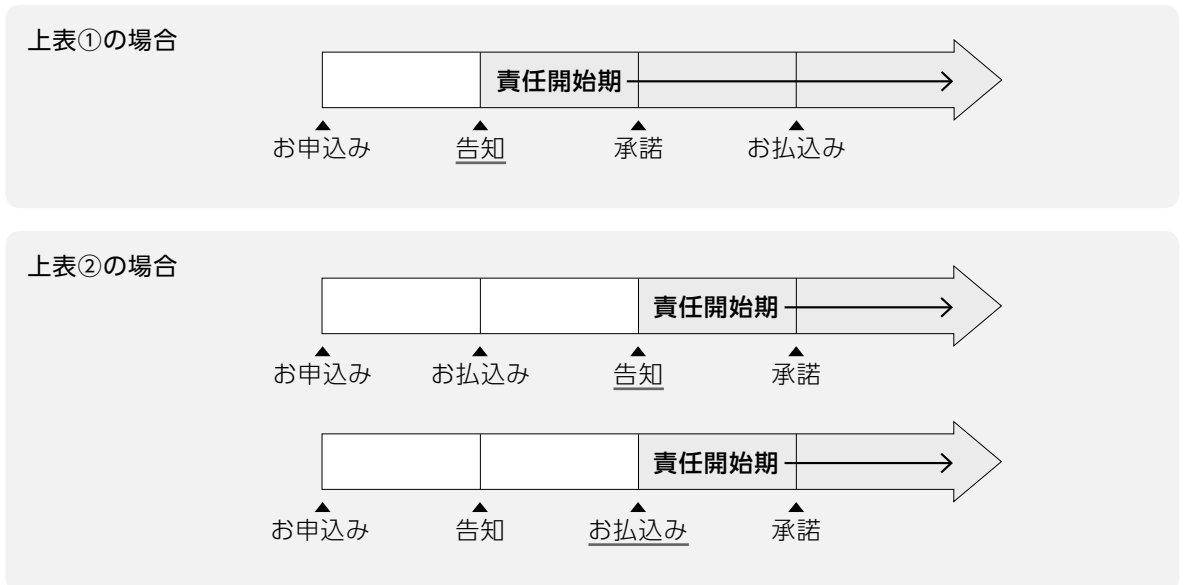 上表①の場合
責任開始期
お申込み 告知 承諾 お払込み
上表②の場合
責任開始期
お申込み お払込み 告知 承諾
責任開始期
お申込み 告知 お払込み 承諾